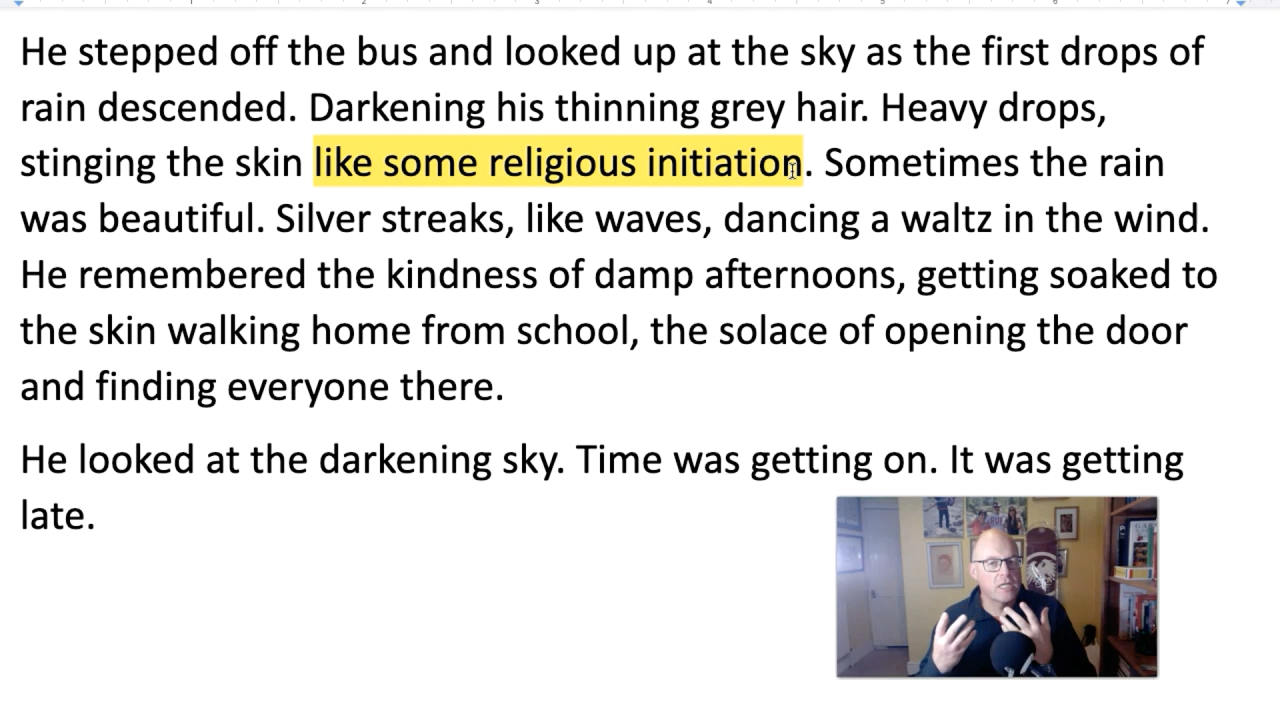 He stepped off the bus and looked up at the sky as the first drops of
rain descended. Darkening his thinning grey hair. Heavy drops,
stinging the skin like some religious initiation. Sometimes the rain
was beautiful. Silver streaks, like waves, dancing a waltz in the wind.
He remembered the kindness of damp afternoons, getting soaked to
the skin walking home from school, the solace of opening the door
and finding everyone there.
He looked at the darkening sky. Time was getting on. It was getting
late.